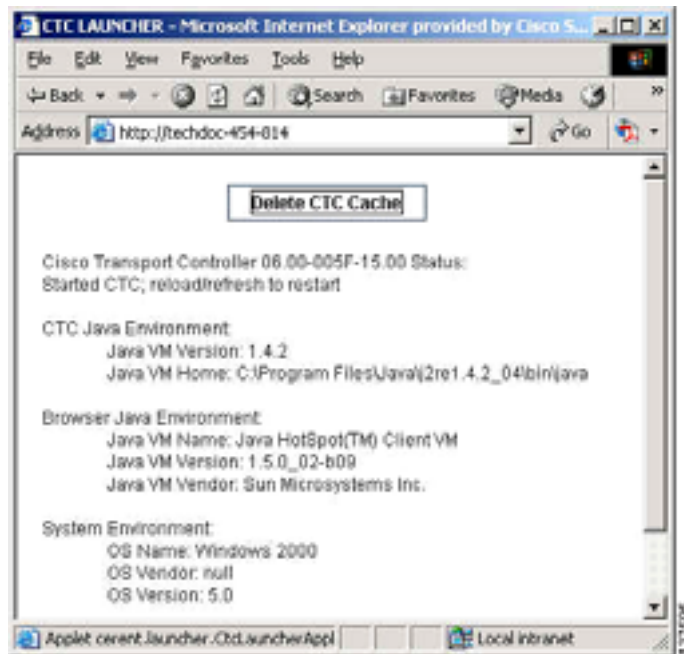 CTC LAUNCHER - Microsoft Internet Explorer provided by Cisco S...
File Edit View Favorites Tools Help
Back Search Favorites Media »
Address http://techdoc-454-814 Go
Delete CTC Cache
Cisco Transport Controller 06.00-005F-15.00 Status:
Started CTC; reload/refresh to restart
CTC Java Environment:
Java VM Version: 1.4.2
Java VM Home: C:\Program Files\Java\j2re1.4.2_04\bin\java
Browser Java Environment:
Java VM Name: Java HotSpot(TM) Client VM
Java VM Version: 1.5.0_02-b09
Java VM Vendor: Sun Microsystems Inc.
System Environment:
OS Name: Windows 2000
OS Vendor: null
OS Version: 5.0
Applet cerent.launcher.CtcLauncherAppl Local intranet